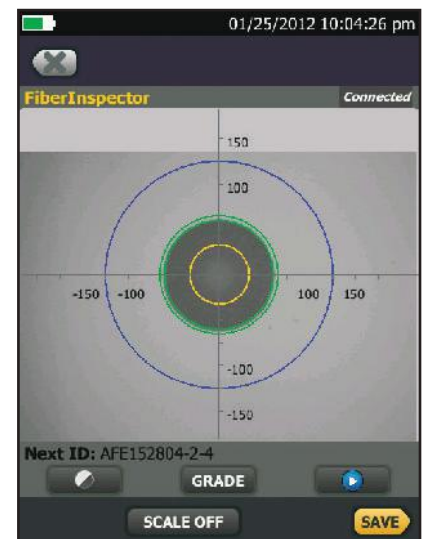 01/25/2012 10:04:26 pm
FiberInspector Connected
150
100
-150 -100 100 150
-100
-150
Next ID: AFE152804-2-4
GRADE
SCALE OFF SAVE